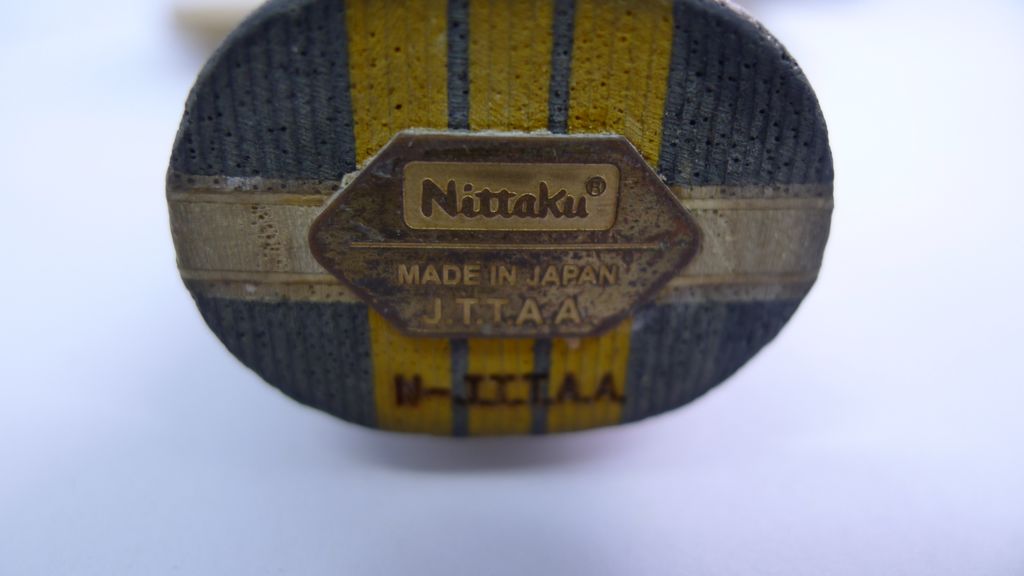 Nittaku®
MADE IN JAPAN
J.T.T.A.A
N-J.T.T.A.A.